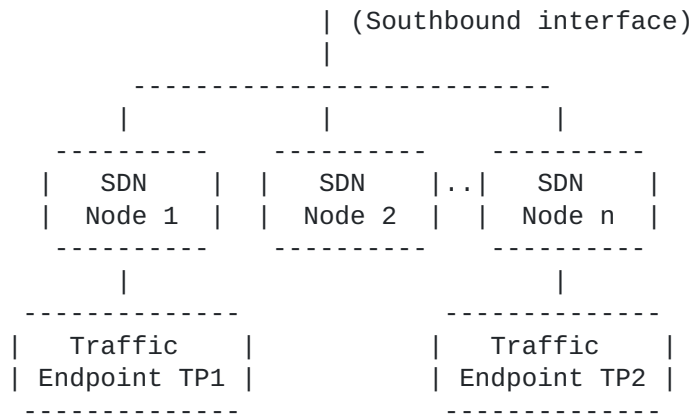 | (Southbound interface)
|
---------------------------
| | |
---------- ---------- ----------
| SDN | | SDN |..| SDN |
| Node 1 | | Node 2 | | Node n |
---------- ---------- ----------
| |
-------------- --------------
| Traffic | | Traffic |
| Endpoint TP1 | | Endpoint TP2 |
-------------- --------------